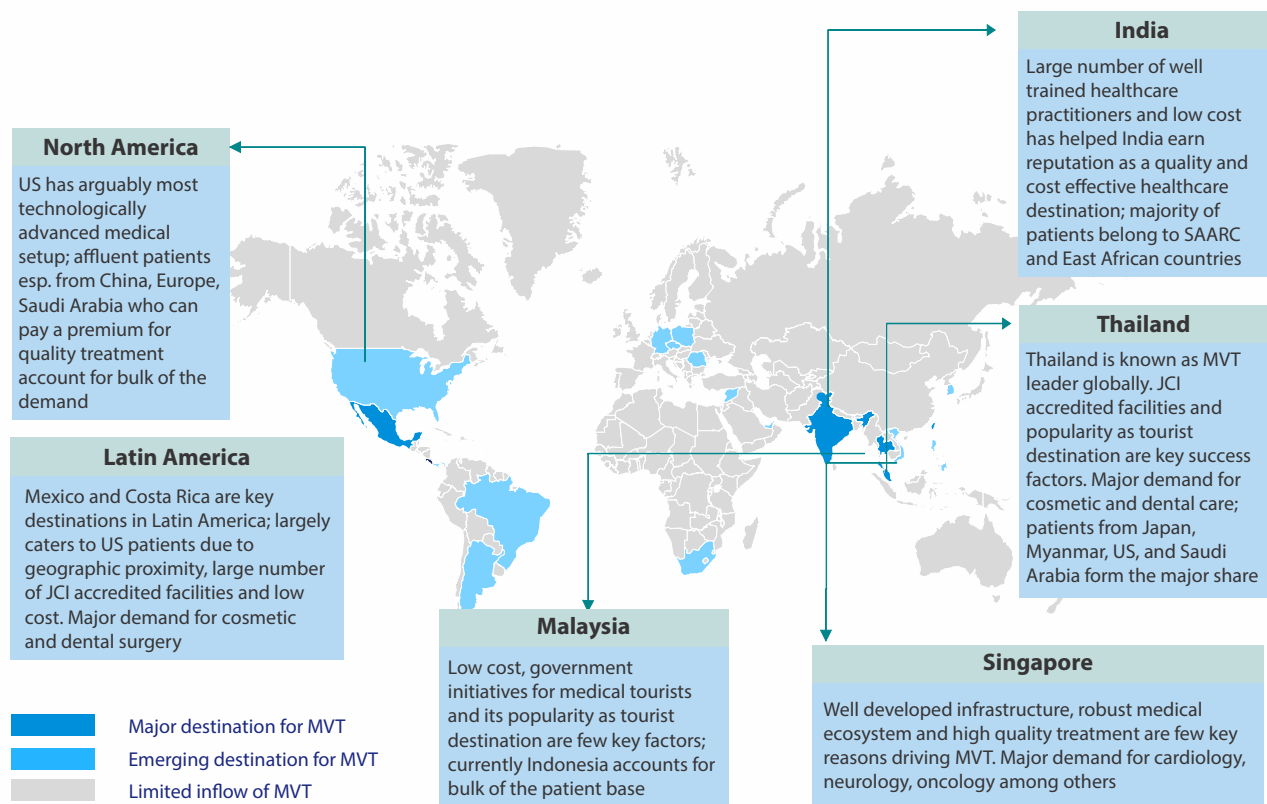 India
Large number of well
trained healthcare
practitioners and low cost
has helped India earn
reputation as a quality and
cost effective healthcare
destination; majority of
patients belong to SAARC
and East African countries
North America
US has arguably most
technologically
advanced medical
setup; affluent patients
esp. from China, Europe,
Saudi Arabia who can
pay a premium for
quality treatment
account for bulk of the
demand
Thailand
Thailand is known as MVT
leader globally. JCI
accredited facilities and
popularity as tourist
destination are key success
factors. Major demand for
cosmetic and dental care;
patients from Japan,
Myanmar, US, and Saudi
Arabia form the major share
Latin America
Mexico and Costa Rica are key
destinations in Latin America; largely
caters to US patients due to
geographic proximity, large number
of JCI accredited facilities and low
cost. Major demand for cosmetic
and dental surgery
Malaysia
Low cost, government
initiatives for medical tourists
and its popularity as tourist
destination are few key factors;
currently Indonesia accounts for
bulk of the patient base
Singapore
Well developed infrastructure, robust medical
ecosystem and high quality treatment are few key
reasons driving MVT. Major demand for cardiology,
neurology, oncology among others
Major destination for MVT
Emerging destination for MVT
Limited inflow of MVT